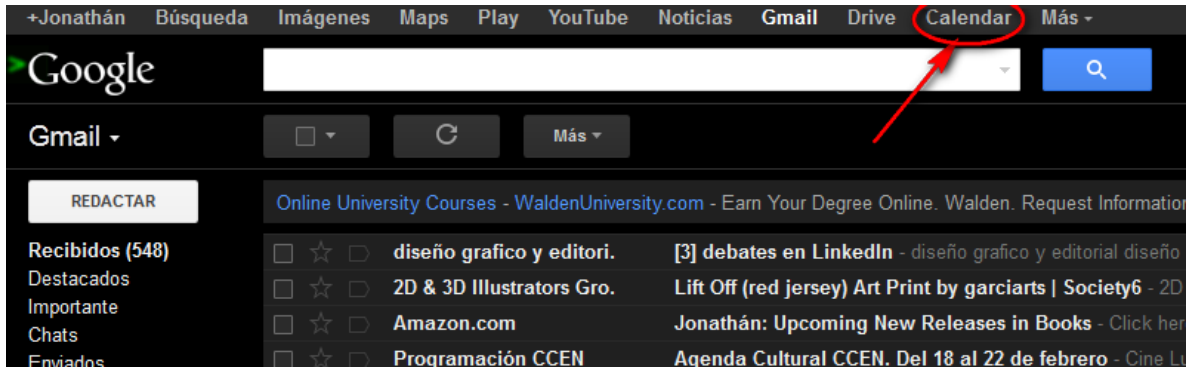 +Jonathán Búsqueda Imágenes Maps Play YouTube Noticias Gmail Drive Calendar Más
Google
Gmail Más
REDACTAR Online University Courses - WaldenUniversity.com - Earn Your Degree Online. Walden. Request Information
Recibidos (548) diseño grafico y editori. [3] debates en LinkedIn - diseño grafico y editorial diseño
Destacados
2D & 3D Illustrators Gro. Lift Off (red jersey) Art Print by garciarts | Society6 - 2D
Importante
Amazon.com Jonathán: Upcoming New Releases in Books - Click her
Chats
Enviados Programación CCEN Agenda Cultural CCEN. Del 18 al 22 de febrero - Cine Lu